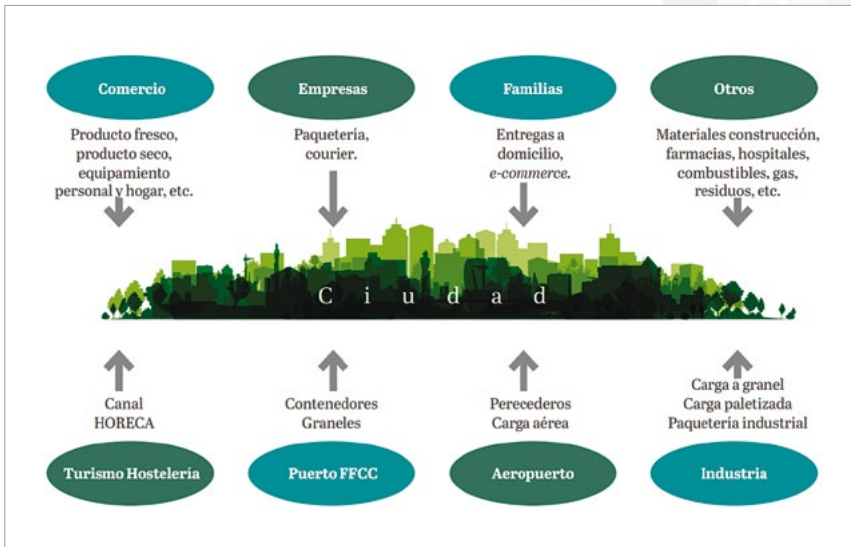 Comercio
Empresas
Familias
Otros
Producto fresco,
producto seco,
equipamiento
personal y hogar, etc.
Paquetería,
courier.
Entregas a
domicilio,
e-commerce.
Materiales construcción,
farmacias, hospitales,
combustibles, gas,
residuos, etc.
Ciudad
Canal
HORECA
Contenedores
Graneles
Perecederos
Carga aérea
Carga a granel
Carga paletizada
Paquetería industrial
Turismo Hostelería
Puerto FFCC
Aeropuerto
Industria